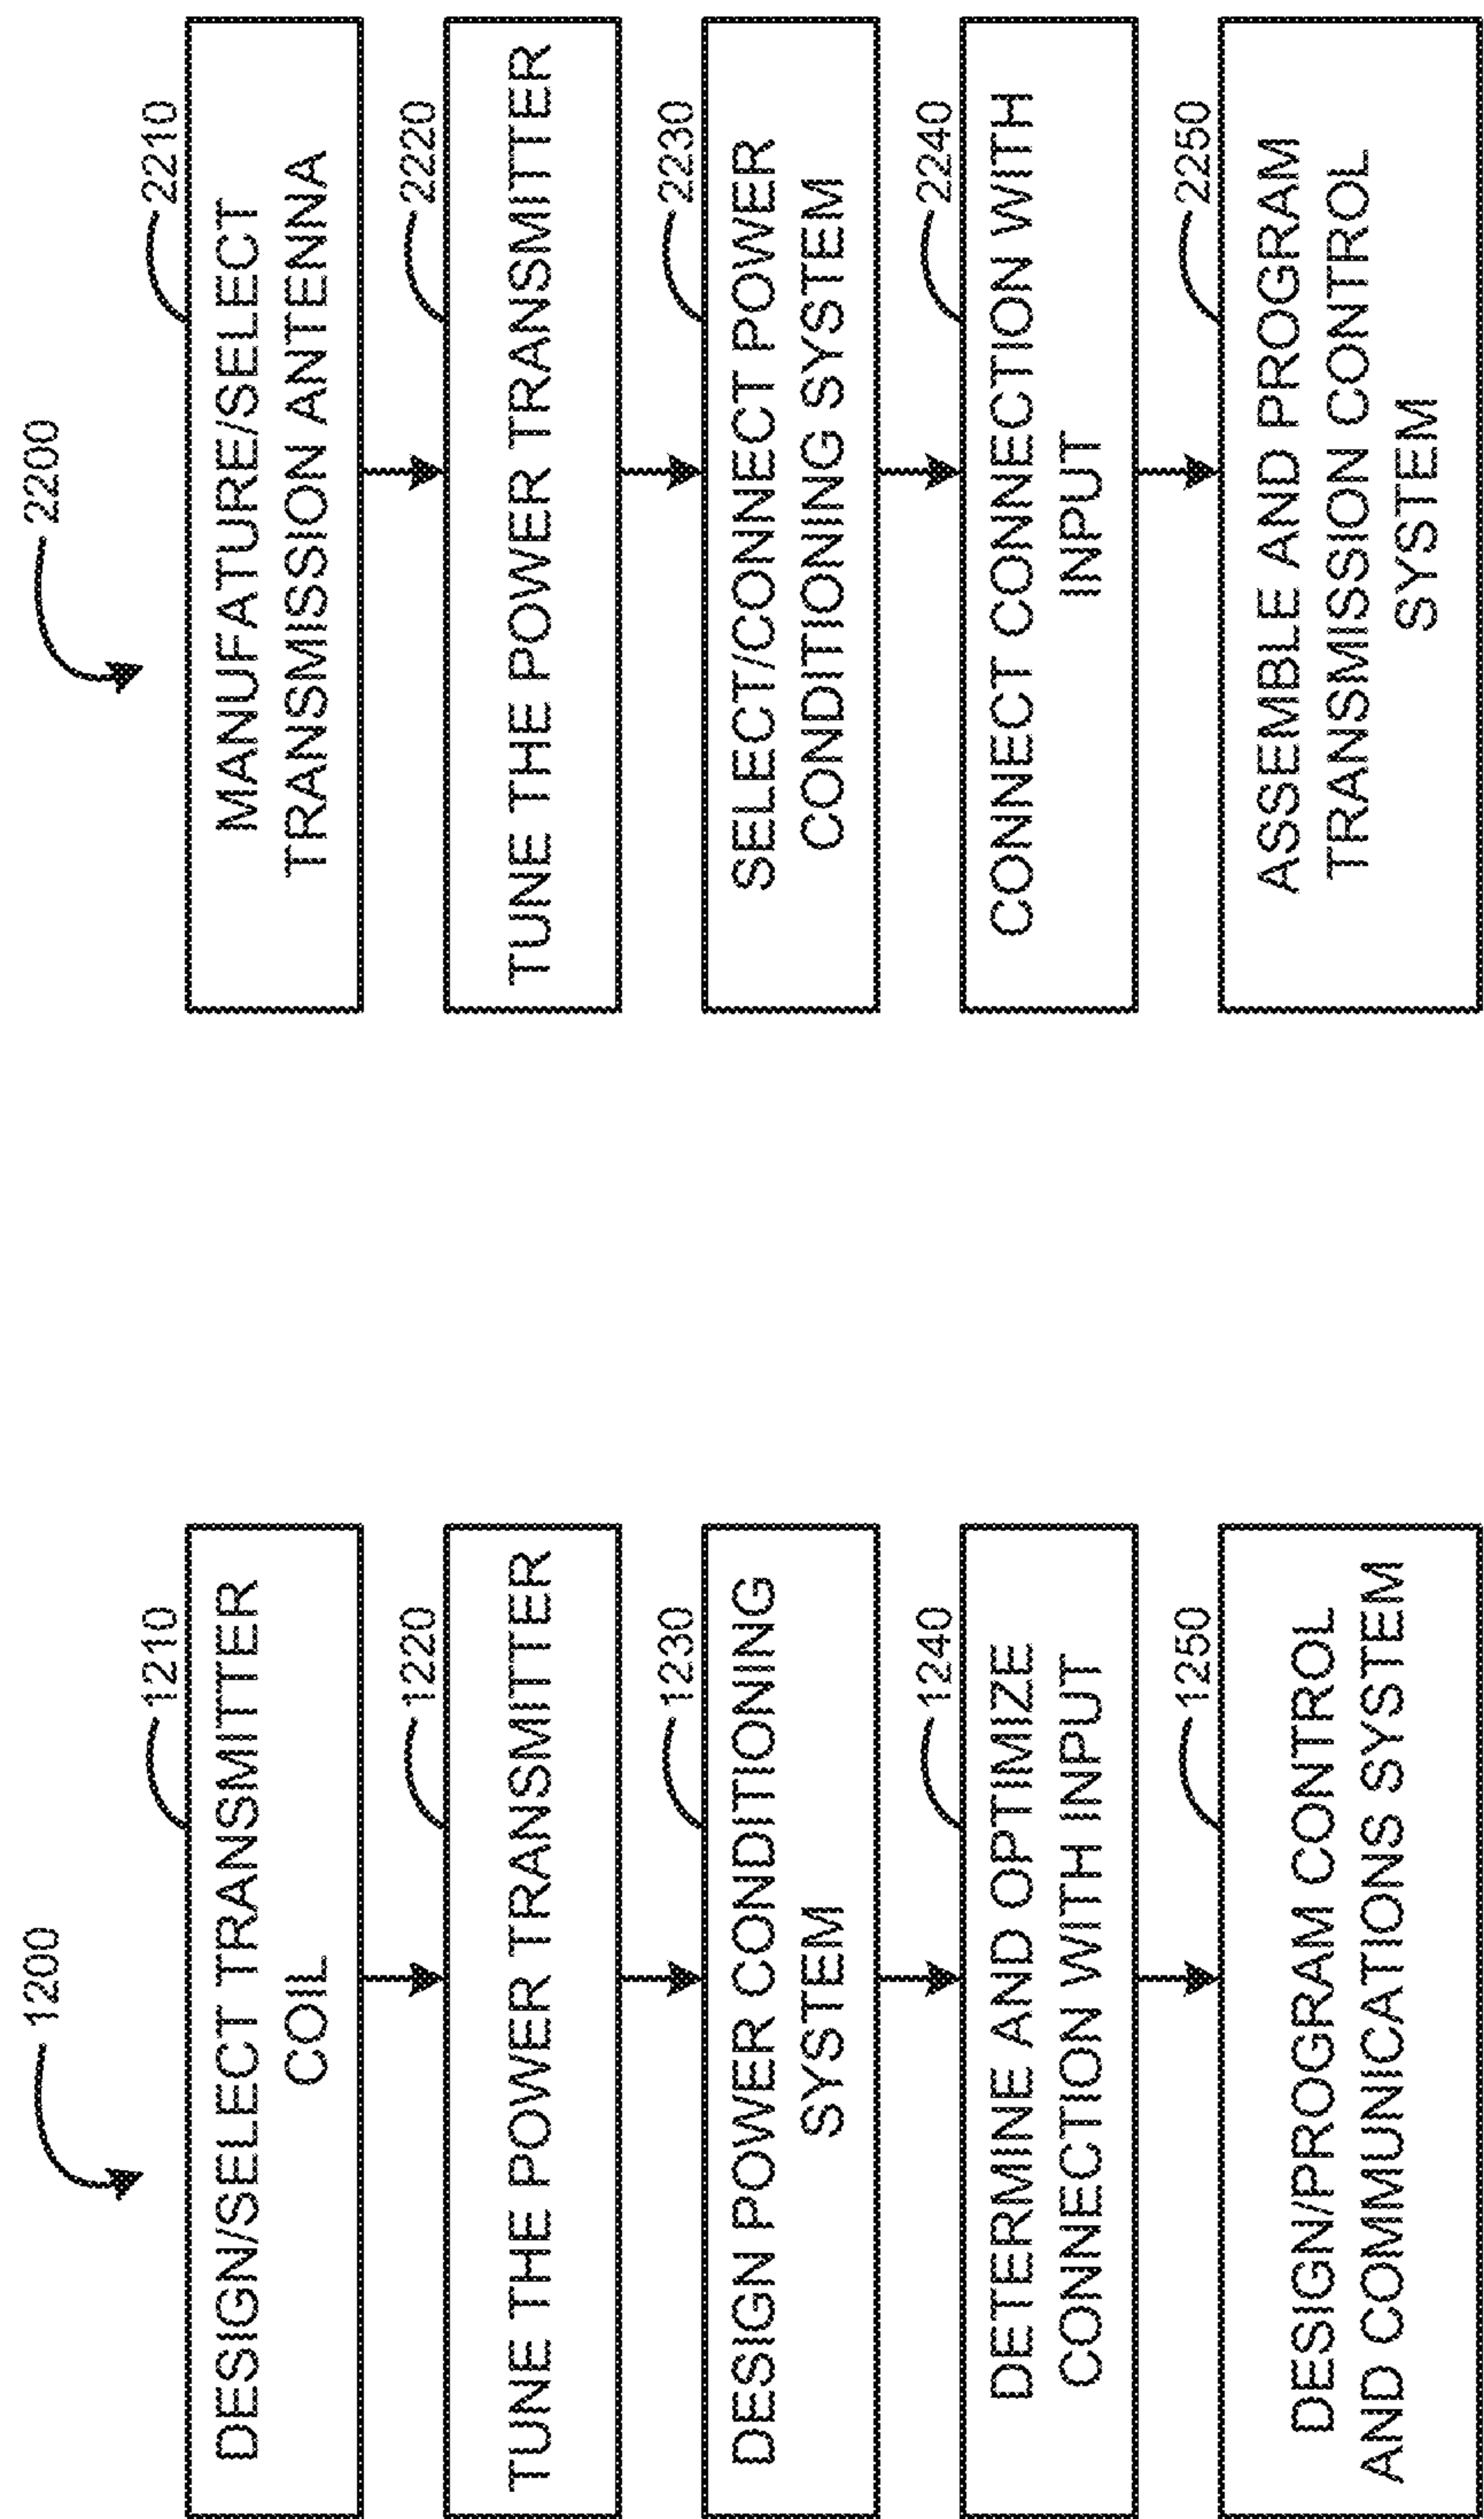 1200
1210
DESIGN/SELECT TRANSMITTER
COIL
1220
TUNE THE POWER TRANSMITTER
1230
DESIGN POWER CONDITIONING
SYSTEM
1240
DETERMINE AND OPTIMIZE
CONNECTION WITH INPUT
1250
DESIGN/PROGRAM CONTROL
AND COMMUNICATIONS SYSTEM
2200
2210
MANUFATURE/SELECT
TRANSMISSION ANTENNA
2220
TUNE THE POWER TRANSMITTER
2230
SELECT/CONNECT POWER
CONDITIONING SYSTEM
2240
CONNECT CONNECTION WITH
INPUT
2250
ASSEMBLE AND PROGRAM
TRANSMISSION CONTROL
SYSTEM